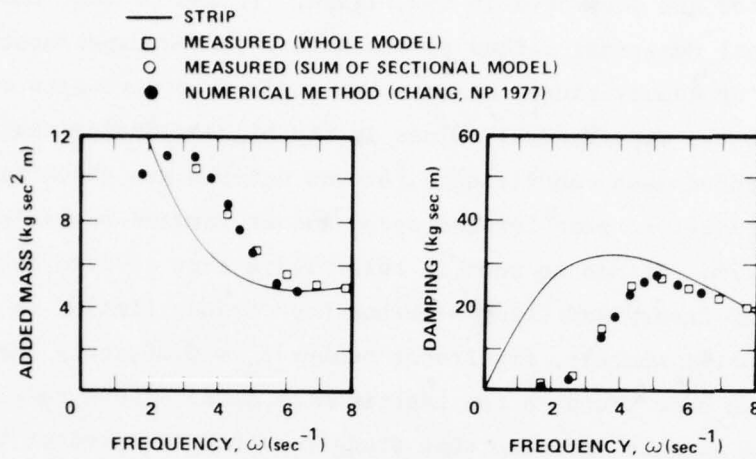 STRIP
MEASURED (WHOLE MODEL)
MEASURED (SUM OF SECTIONAL MODEL)
NUMERICAL METHOD (CHANG, NP 1977)
ADDED MASS (kg sec² m)
12
8
4
0
2
4
6
8
FREQUENCY, ω(sec⁻¹)
DAMPING (kg sec m)
60
40
20
0
2
4
6
8
FREQUENCY, ω(sec⁻¹)